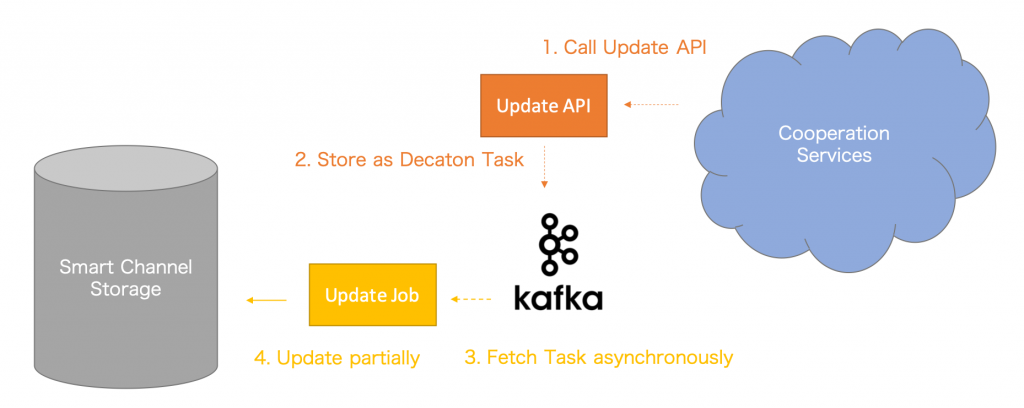 1. Call Update API
Update API
Cooperation
Services
2. Store as Decaton Task
Smart Channel
Storage
Update Job
kafka
4. Update partially
3. Fetch Task asynchronously